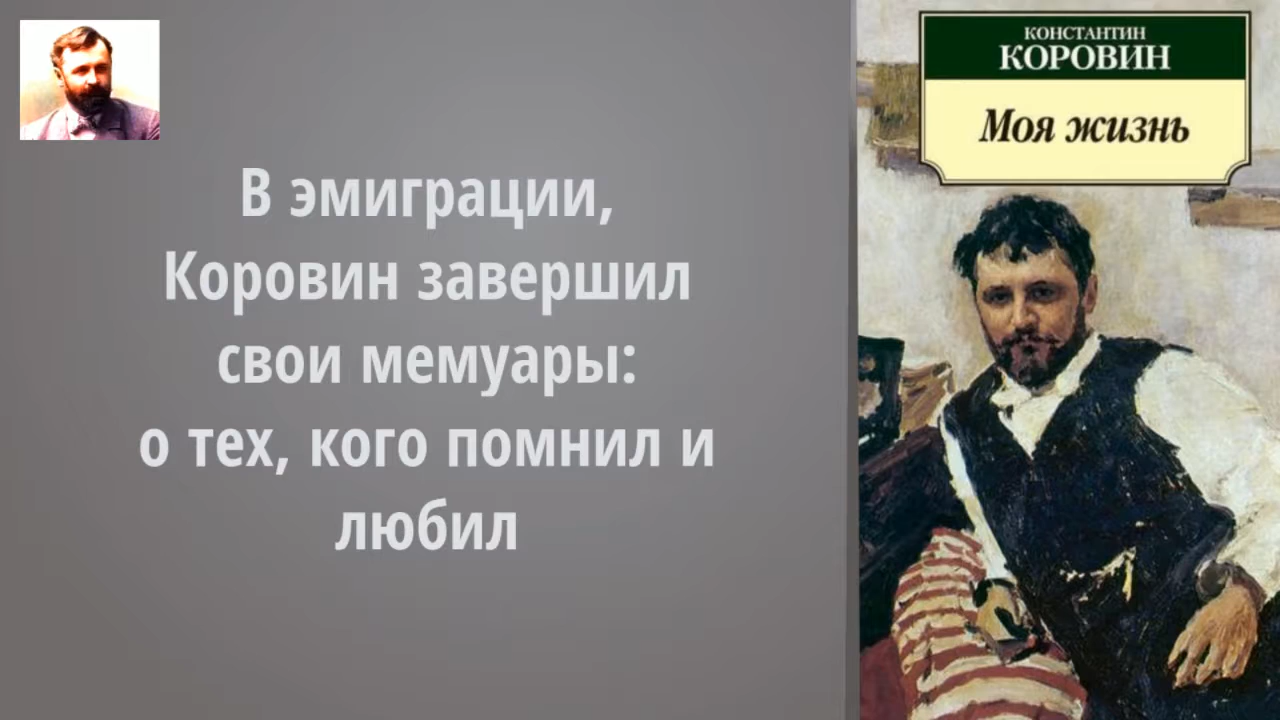 В эмиграции,
Коровин завершил
свои мемуары:
о тех, кого помнил и
любил
КОНСТАНТИН
КОРОВИН
Моя жизнь